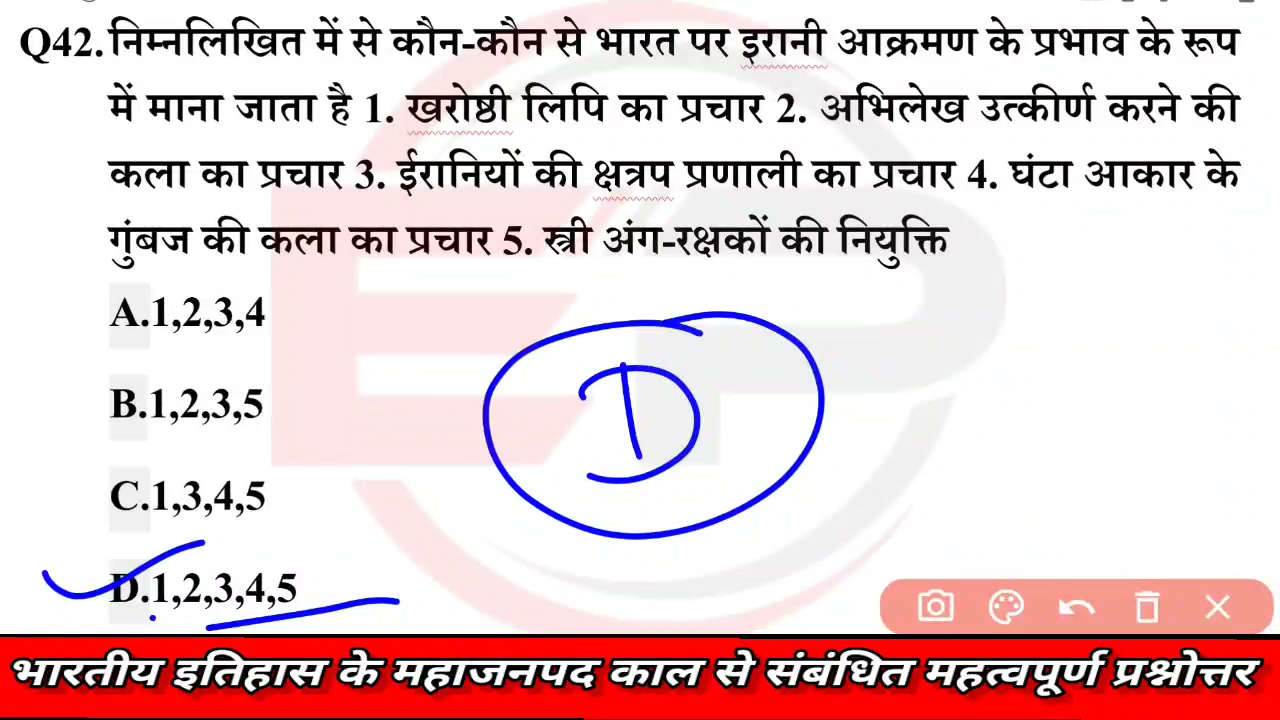 Q42. निम्नलिखित में से कौन-कौन से भारत पर इरानी आक्रमण के प्रभाव के रूप
में माना जाता है 1. खरोष्ठी लिपि का प्रचार 2. अभिलेख उत्कीर्ण करने की
कला का प्रचार 3. ईरानियों की क्षत्रप प्रणाली का प्रचार 4. घंटा आकार के
गुंबज की कला का प्रचार 5. स्त्री अंग-रक्षकों की नियुक्ति
A.1,2,3,4
B.1,2,3,5
D
C.1,3,4,5
D.1,2,3,4,5
भारतीय इतिहास के महाजनपद काल से संबंधित महत्वपूर्ण प्रश्नोत्तर